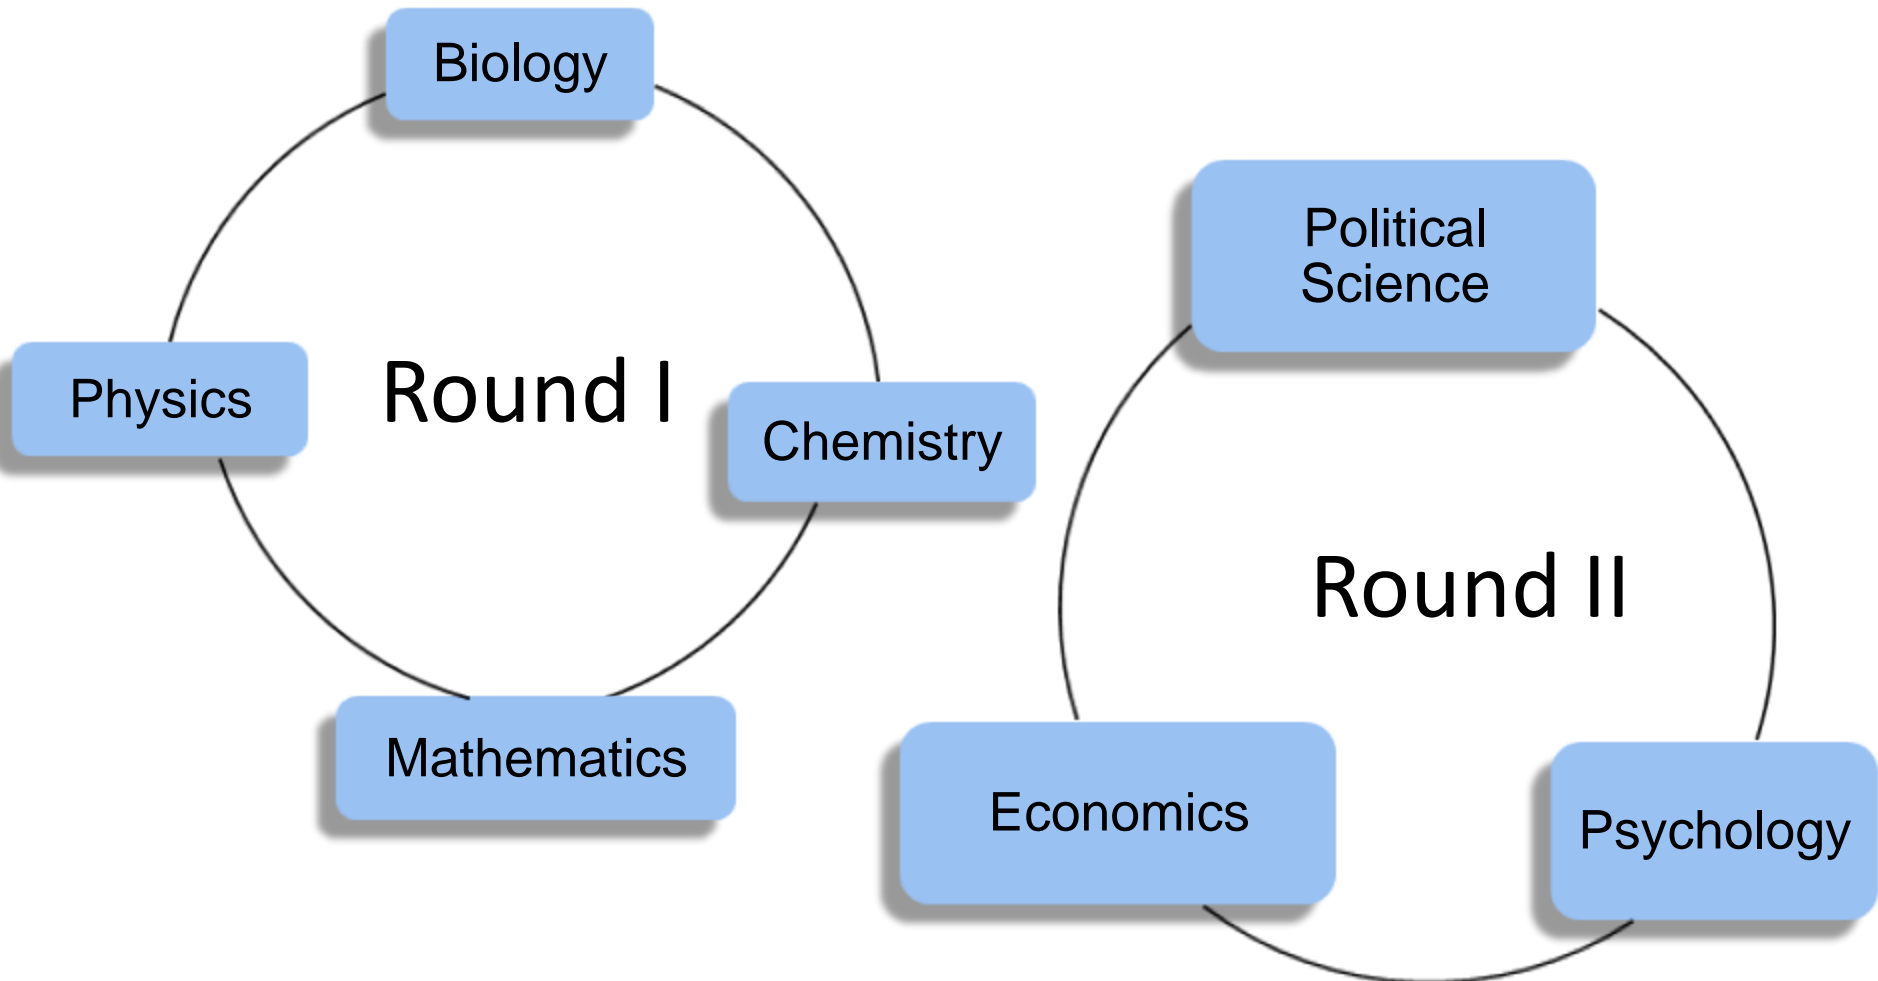 Biology
Physics
Round I
Chemistry
Mathematics
Political
Science
Round II
Economics
Psychology